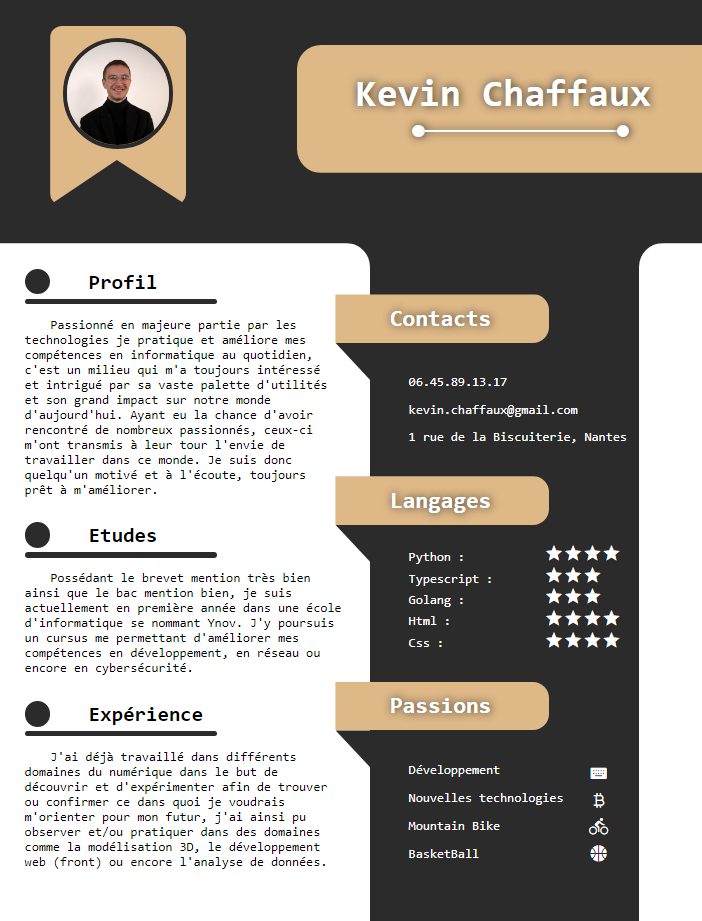 Kevin Chaffaux
Profil
Passionné en majeure partie par les
technologies je pratique et améliore mes
compétences en informatique au quotidien,
c'est un milieu qui m'a toujours intéressé
et intrigué par sa vaste palette d'utilités
et son grand impact sur notre monde
d'aujourd'hui. Ayant eu la chance d'avoir
rencontré de nombreux passionnés, ceux-ci
m'ont transmis à leur tour l'envie de
travailler dans ce monde. Je suis donc
quelqu'un motivé et à l'écoute, toujours
prêt à m'améliorer.
Etudes
Possédant le brevet mention très bien
ainsi que le bac mention bien, je suis
actuellement en première année dans une école
d'informatique se nommant Ynov. J'y poursuis
un cursus me permettant d'améliorer mes
compétences en développement, en réseau ou
encore en cybersécurité.
Expérience
J'ai déjà travaillé dans différents
domaines du numérique dans le but de
découvrir et d'expérimenter afin de trouver
ou confirmer ce dans quoi je voudrais
m'orienter pour mon futur, j'ai ainsi pu
observer et/ou pratiquer dans des domaines
comme la modélisation 3D, le développement
web (front) ou encore l'analyse de données.
Contacts
06.45.89.13.17
kevin.chaffaux@gmail.com
1 rue de la Biscuiterie, Nantes
Langages
Python : ★★★★
Typescript : ★★★
Golang : ★★★
Html : ★★★★
Css : ★★★★
Passions
Développement
Nouvelles technologies
Mountain Bike
BasketBall